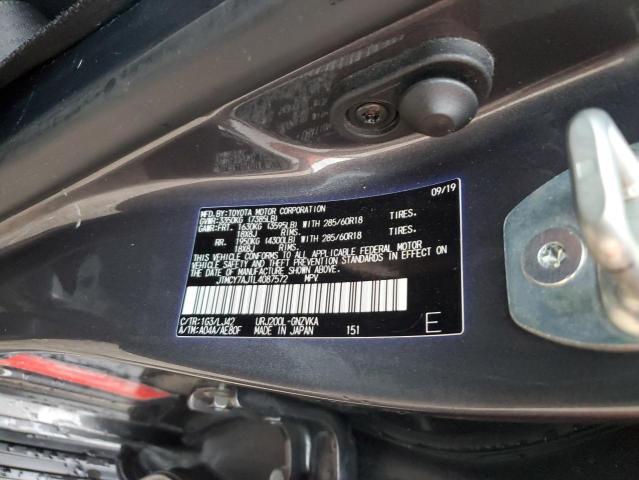 MFD.BY:TOYOTA MOTOR CORPORATION 09/19
GVWR:3350KG (7385LB)
GAWR:FRT. 1630KG (3595LB) WITH 285/60R18 TIRES.
18X8J RIMS.
RR. 1950KG (4300LB) WITH 285/60R18 TIRES.
18X8J RIMS.
THIS VEHICLE CONFORMS TO ALL APPLICABLE FEDERAL MOTOR
VEHICLE SAFETY AND BUMPER STANDARDS IN EFFECT ON
THE DATE OF MANUFACTURE SHOWN ABOVE.
JTMCY7AJ1L4087572 MPV
C/TR:1G3/LJ42 URJ200L-GNZVKA
A/TM:A04A/AE80F MADE IN JAPAN 151 E